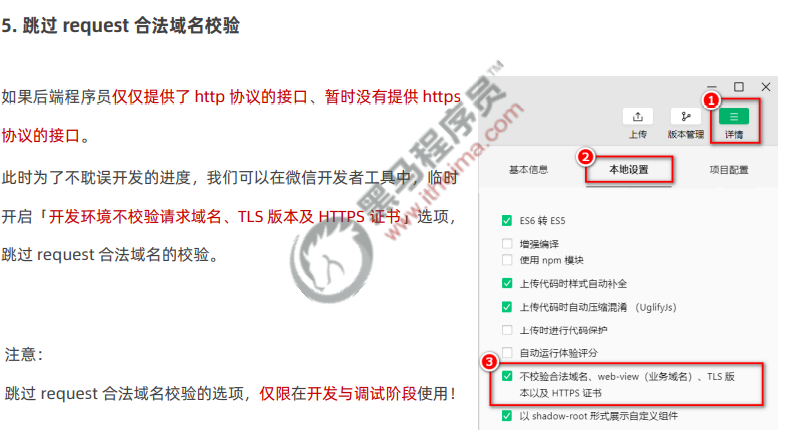 5. 跳过 request 合法域名校验
如果后端程序员仅仅提供了 http 协议的接口、暂时没有提供 https
协议的接口。
此时为了不耽误开发的进度，我们可以在微信开发者工具中，临时
开启「开发环境不校验请求域名、TLS 版本及 HTTPS 证书」选项，
跳过 request 合法域名的校验。
注意：
跳过 request 合法域名校验的选项，仅限在开发与调试阶段使用！
1
上传
版本管理
详情
2
基本信息
本地设置
项目配置
ES6 转 ES5
增强编译
使用 npm 模块
上传代码时样式自动补全
上传代码时自动压缩混淆 （UglifyJs）
上传时进行代码保护
自动运行体验评分
3
不校验合法域名、web-view（业务域名）、TLS 版
本以及 HTTPS 证书
以 shadow-root 形式展示自定义组件
黑马程序员™
www.itheima.com